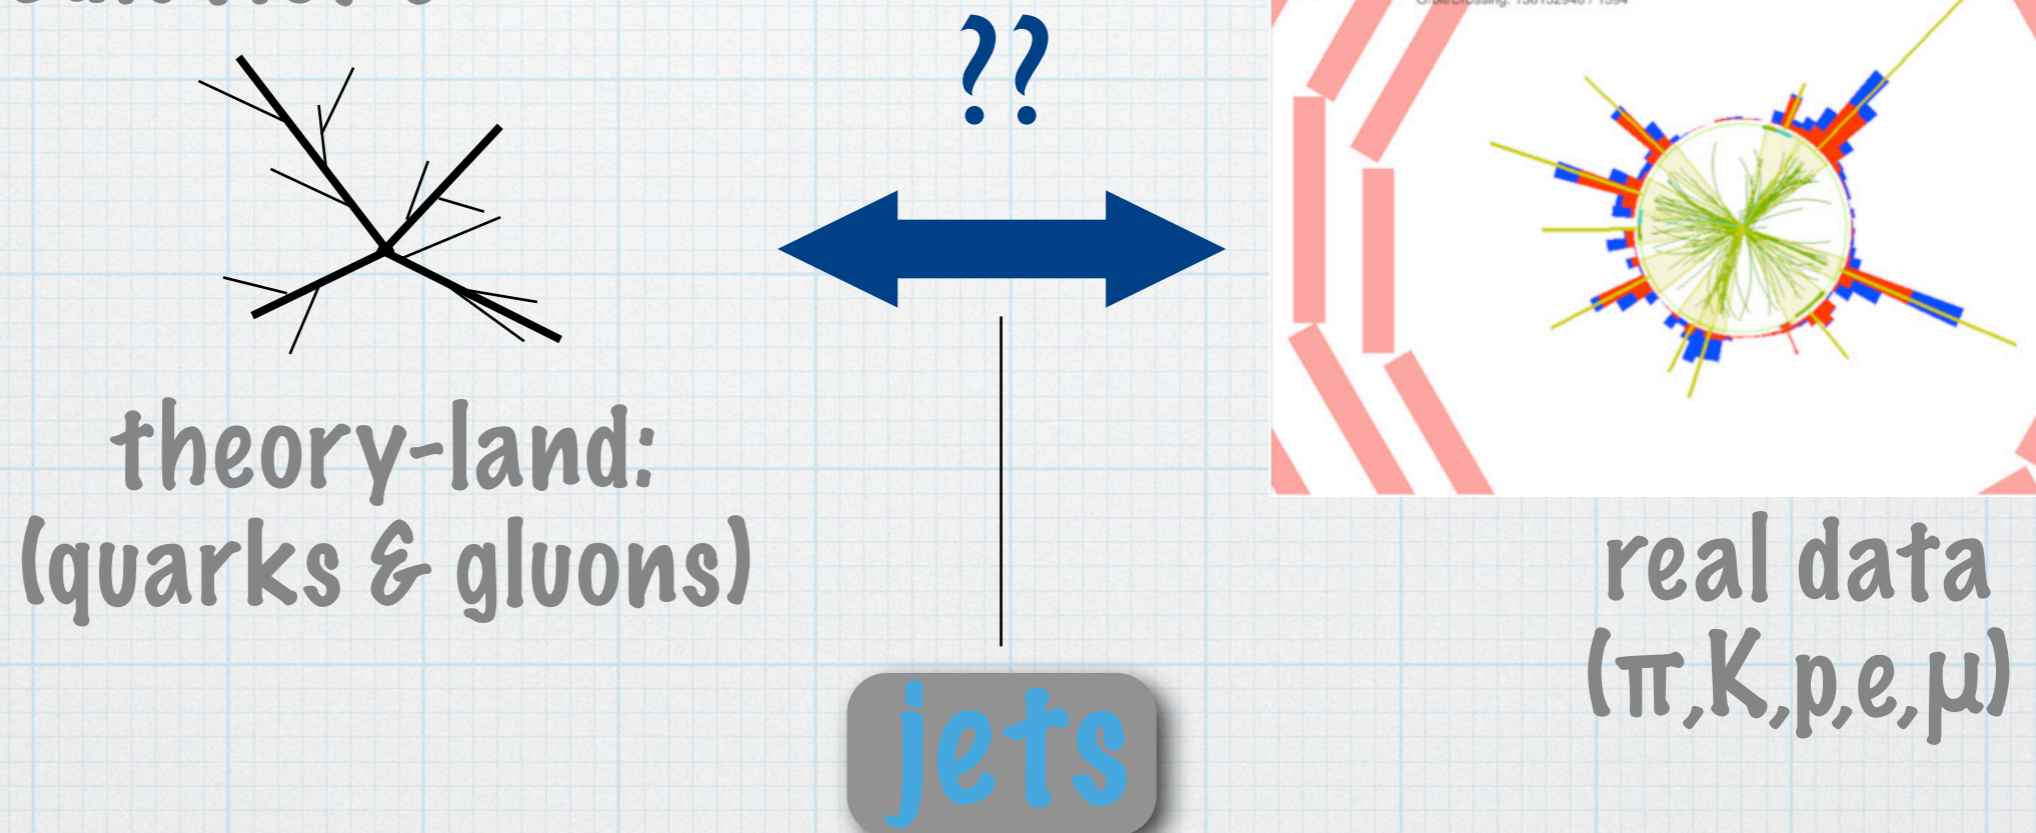 ??
theory-land:
(quarks & gluons)
real data
(π,K,p,e,μ)
jets